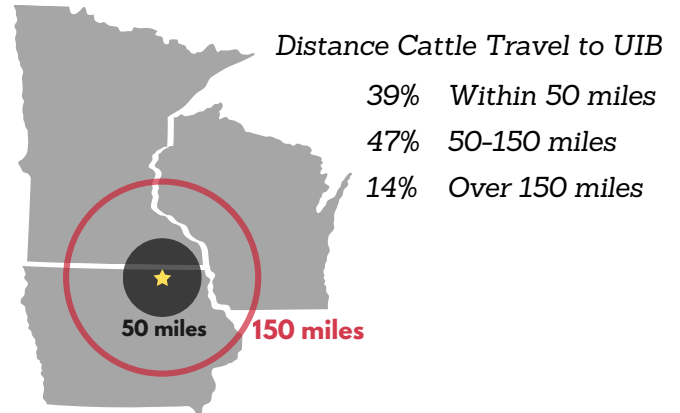 Distance Cattle Travel to UIB
39% Within 50 miles
47% 50-150 miles
14% Over 150 miles
50 miles
150 miles